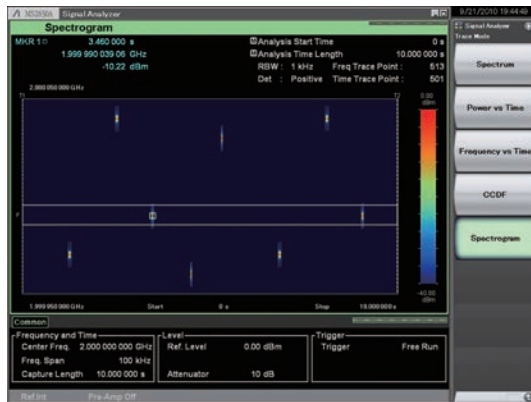 MS2850A Signal Analyzer
9/21/2010 19:44:49
Spectrogram
Signal Analyzer
Trace Mode
MKR 1 3.460 000 s
Analysis Start Time 0 s
1.999 990 039 06 GHz
Analysis Time Length 10.000 000 s
-10.22 dBm
RBW : 1 kHz Freq Trace Point : 513
Det : Positive Time Trace Point : 501
2.000 050 000 GHz
T1
T2
0.00
dBm
F
-40.00
dBm
1.999 950 000 GHz Start 0 s Stop 10.000 000 s
Spectrum
Power vs Time
Frequency vs Time
CCDF
Spectrogram
Common
Frequency and Time
Center Freq. 2.000 000 000 GHz
Freq. Span 100 kHz
Capture Length 10.000 000 s
Level
Ref. Level 0.00 dBm
Attenuator 10 dB
Trigger
Trigger Free Run
Ref.Int Pre-Amp Off